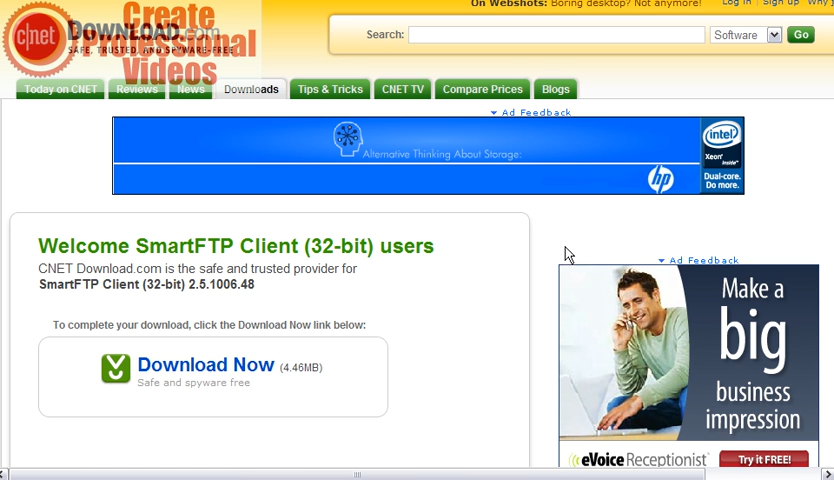 On Webshots: Boring desktop? Not anymore!
Log in | Sign up
Create
Professional
Videos
c|net DOWNLOAD.com
SAFE, TRUSTED, AND SPYWARE-FREE
Search: Software Go
Today on CNET Reviews News Downloads Tips & Tricks CNET TV Compare Prices Blogs
Ad Feedback
Alternative Thinking About Storage:
hp
intel
Xeon
inside
Dual-core.
Do more.
Welcome SmartFTP Client (32-bit) users
CNET Download.com is the safe and trusted provider for
SmartFTP Client (32-bit) 2.5.1006.48
To complete your download, click the Download Now link below:
Download Now (4.46MB)
Safe and spyware free
Ad Feedback
Make a
big
business
impression
eVoice Receptionist
Try it FREE!